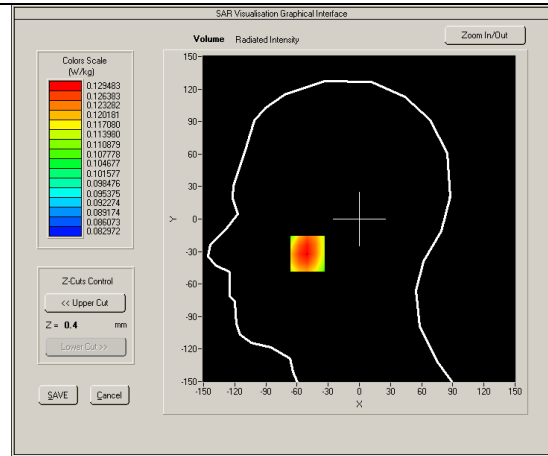 SAR Visualisation Graphical Interface
Volume Radiated Intensity
Zoom In/Out
Colors Scale
(W/kg)
0.129483
0.126383
0.123282
0.120181
0.117080
0.113980
0.110879
0.107778
0.104677
0.101577
0.098476
0.095375
0.092274
0.089174
0.086073
0.082972
Z-Cuts Control
<< Upper Cut
Z = 0.4 mm
Lower Cut >>
SAVE Cancel
150
120
90
60
30
0
-30
-60
-90
-120
-150
Y
-150 -120 -90 -60 -30 0 30 60 90 120 150
X